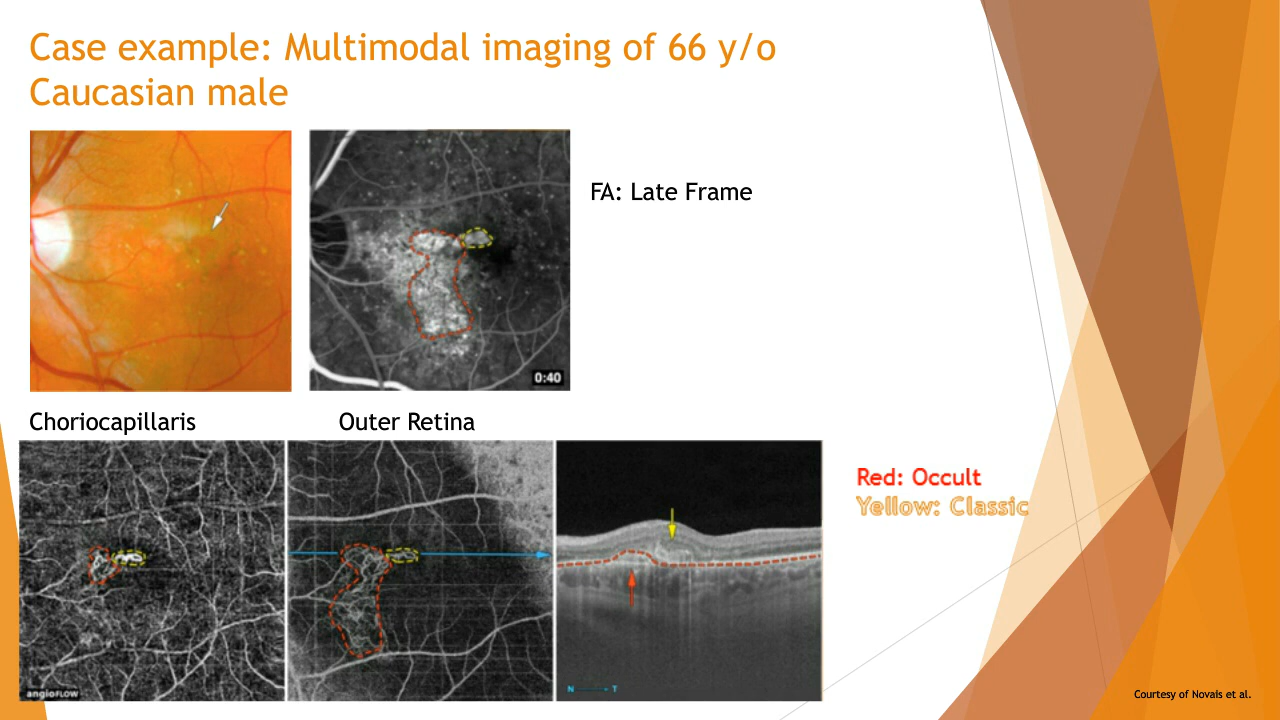 Case example: Multimodal imaging of 66 y/o
Caucasian male
FA: Late Frame
0:40
Choriocapillaris
Outer Retina
angioFLOW
N T
Red: Occult
Yellow: Classic
Courtesy of Novais et al.